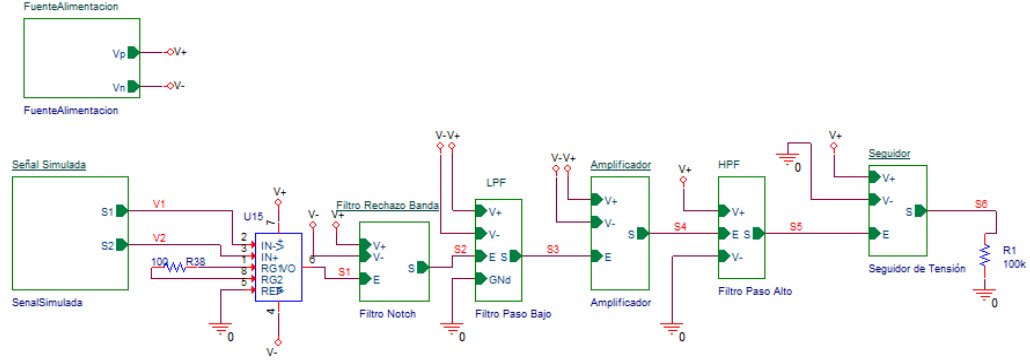 FuenteAlimentacion
Vp
V+
Vn
V-
FuenteAlimentacion
Señal Simulada
S1
V1
S2
V2
SenalSimulada
100
R38
U15
V+
7
2
IN-
3
IN+
1
RG1
VO
8
RG2
5
REF
6
4
V-
0
S1
Filtro Rechazo Banda
V-
V+
V+
V-
E
S
Filtro Notch
S2
LPF
V-
V+
V+
V-
E
S
GNd
Filtro Paso Bajo
0
S3
Amplificador
V-
V+
V+
V-
E
S
Amplificador
S4
HPF
V+
V+
E
S
V-
Filtro Paso Alto
0
S5
Seguidor
V+
0
V+
V-
E
S
Seguidor de Tensión
S6
R1
100k
0